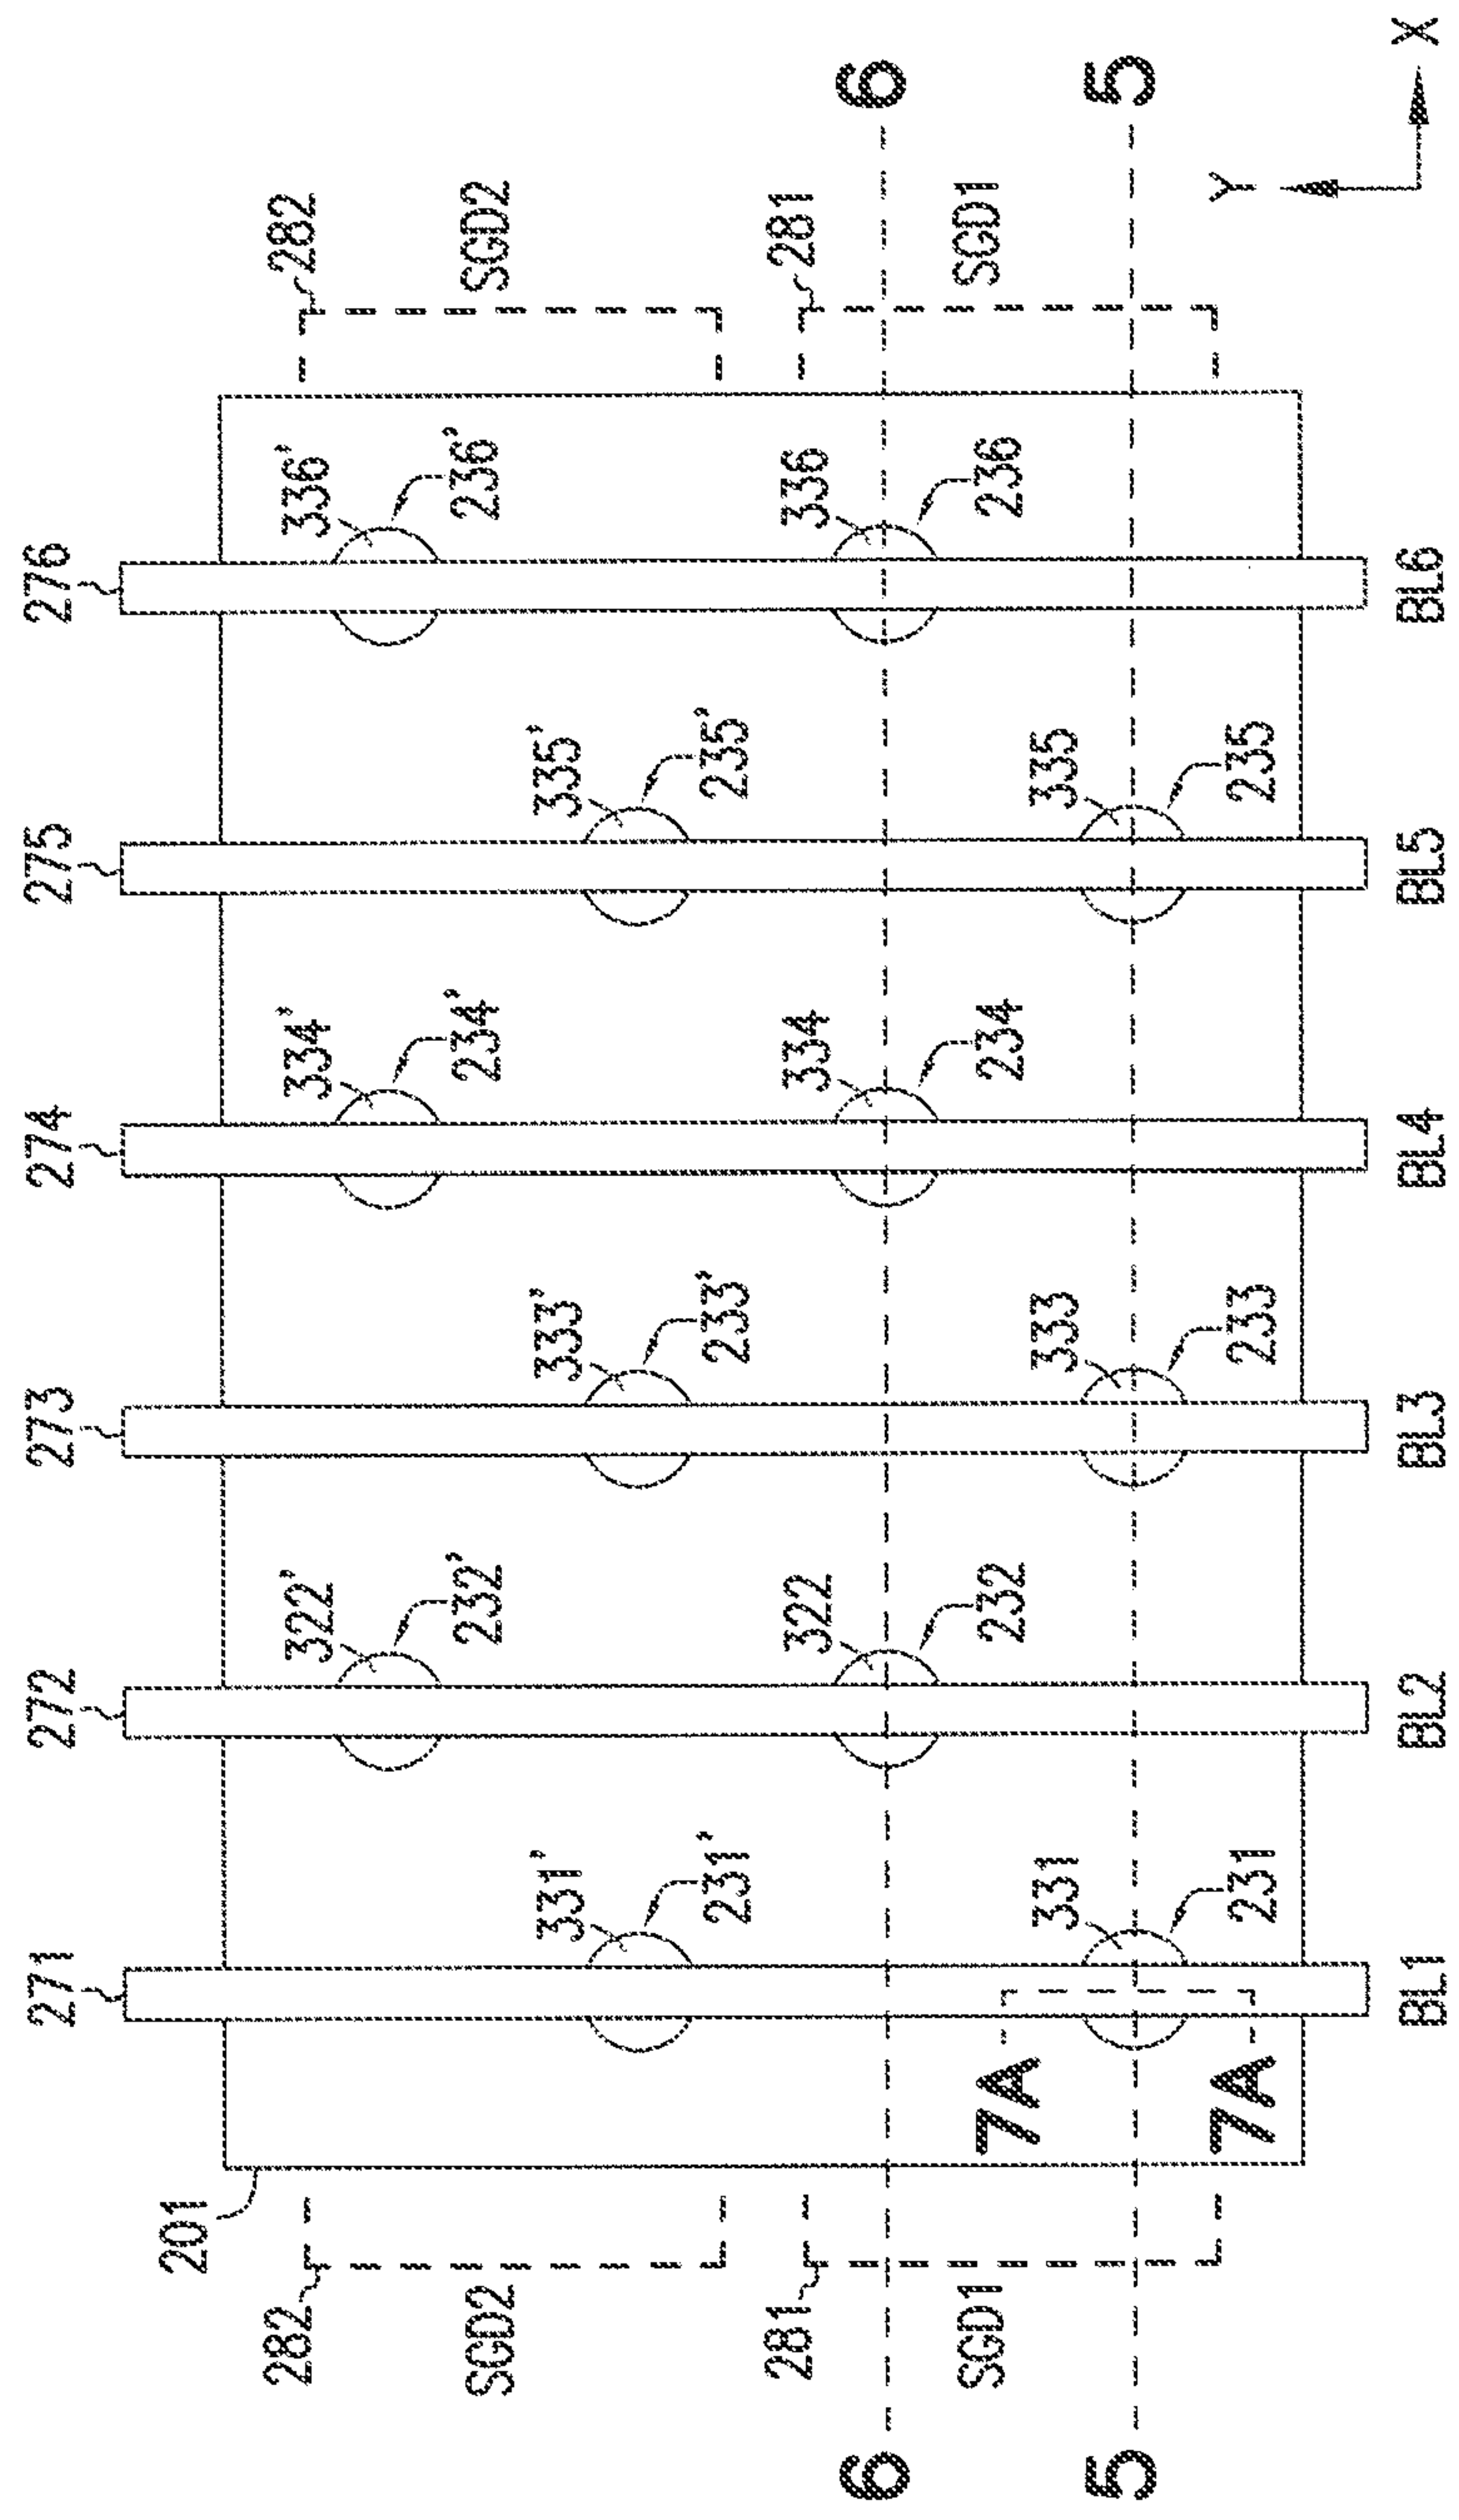 271 272 273 274 275 276
201
282 322' 334' 336' 282
SGD2 232' 234' 236' SGD2
331' 333' 335'
231' 233' 235'
281 322 334 336 281
6 6
SGD1 7A 232 234 236 SGD1
331 333 335
5 5
7A 231 233 235 Y
BL1 BL2 BL3 BL4 BL5 BL6 X